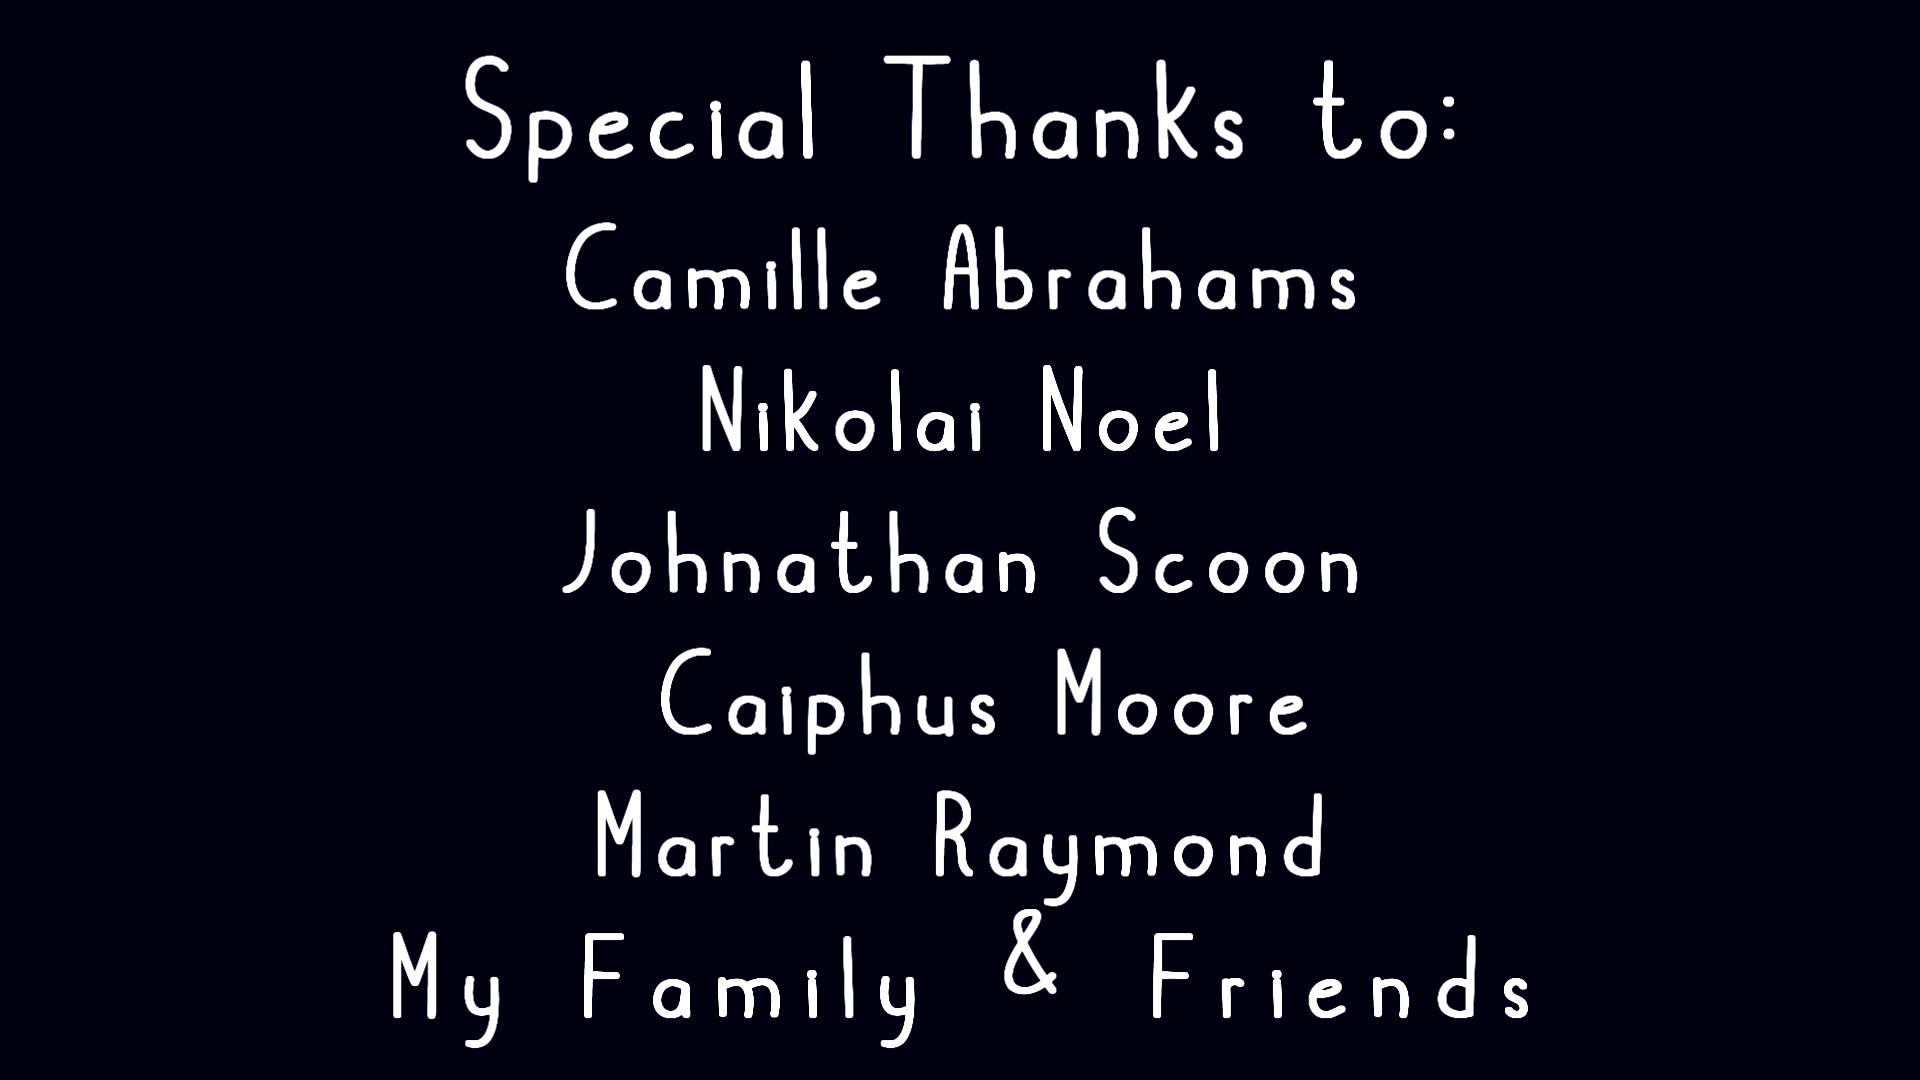 Special Thanks to:
Camille Abrahams
Nikolai Noel
Johnathan Scoon
Caiphus Moore
Martin Raymond
My Family & Friends